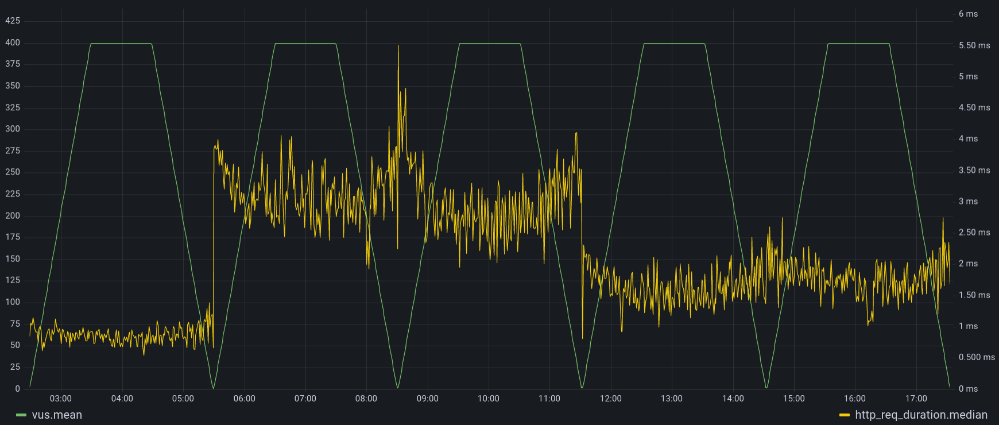 425
400
375
350
325
300
275
250
225
200
175
150
125
100
75
50
25
0
6 ms
5.50 ms
5 ms
4.50 ms
4 ms
3.50 ms
3 ms
2.50 ms
2 ms
1.50 ms
1 ms
0.500 ms
0 ms
03:00 04:00 05:00 06:00 07:00 08:00 09:00 10:00 11:00 12:00 13:00 14:00 15:00 16:00 17:00
vus.mean
http_req_duration.median